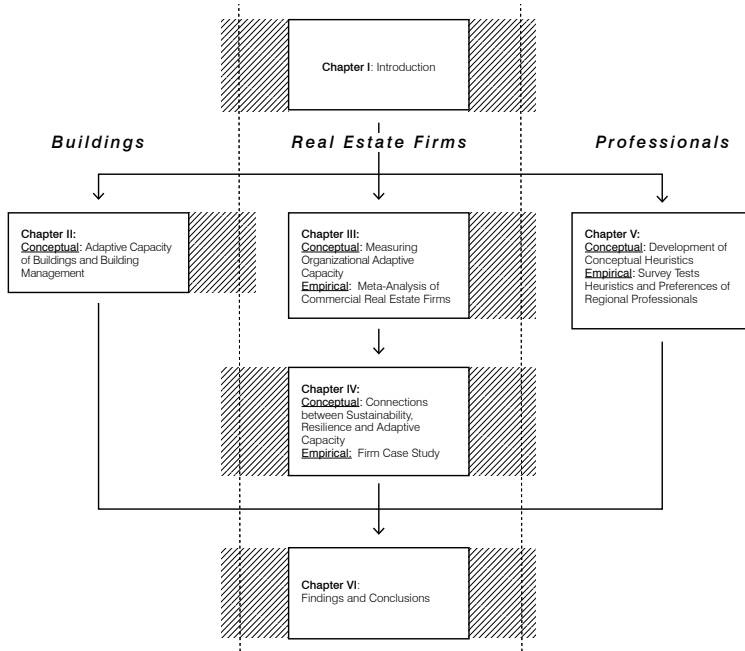 Chapter I: Introduction
Buildings
Real Estate Firms
Professionals
Chapter II:
Conceptual: Adaptive Capacity
of Buildings and Building
Management
Chapter III:
Conceptual: Measuring
Organizational Adaptive
Capacity
Empirical: Meta-Analysis of
Commercial Real Estate Firms
Chapter V:
Conceptual: Development of
Conceptual Heuristics
Empirical: Survey Tests
Heuristics and Preferences of
Regional Professionals
Chapter IV:
Conceptual: Connections
between Sustainability,
Resilience and Adaptive
Capacity
Empirical: Firm Case Study
Chapter VI:
Findings and Conclusions